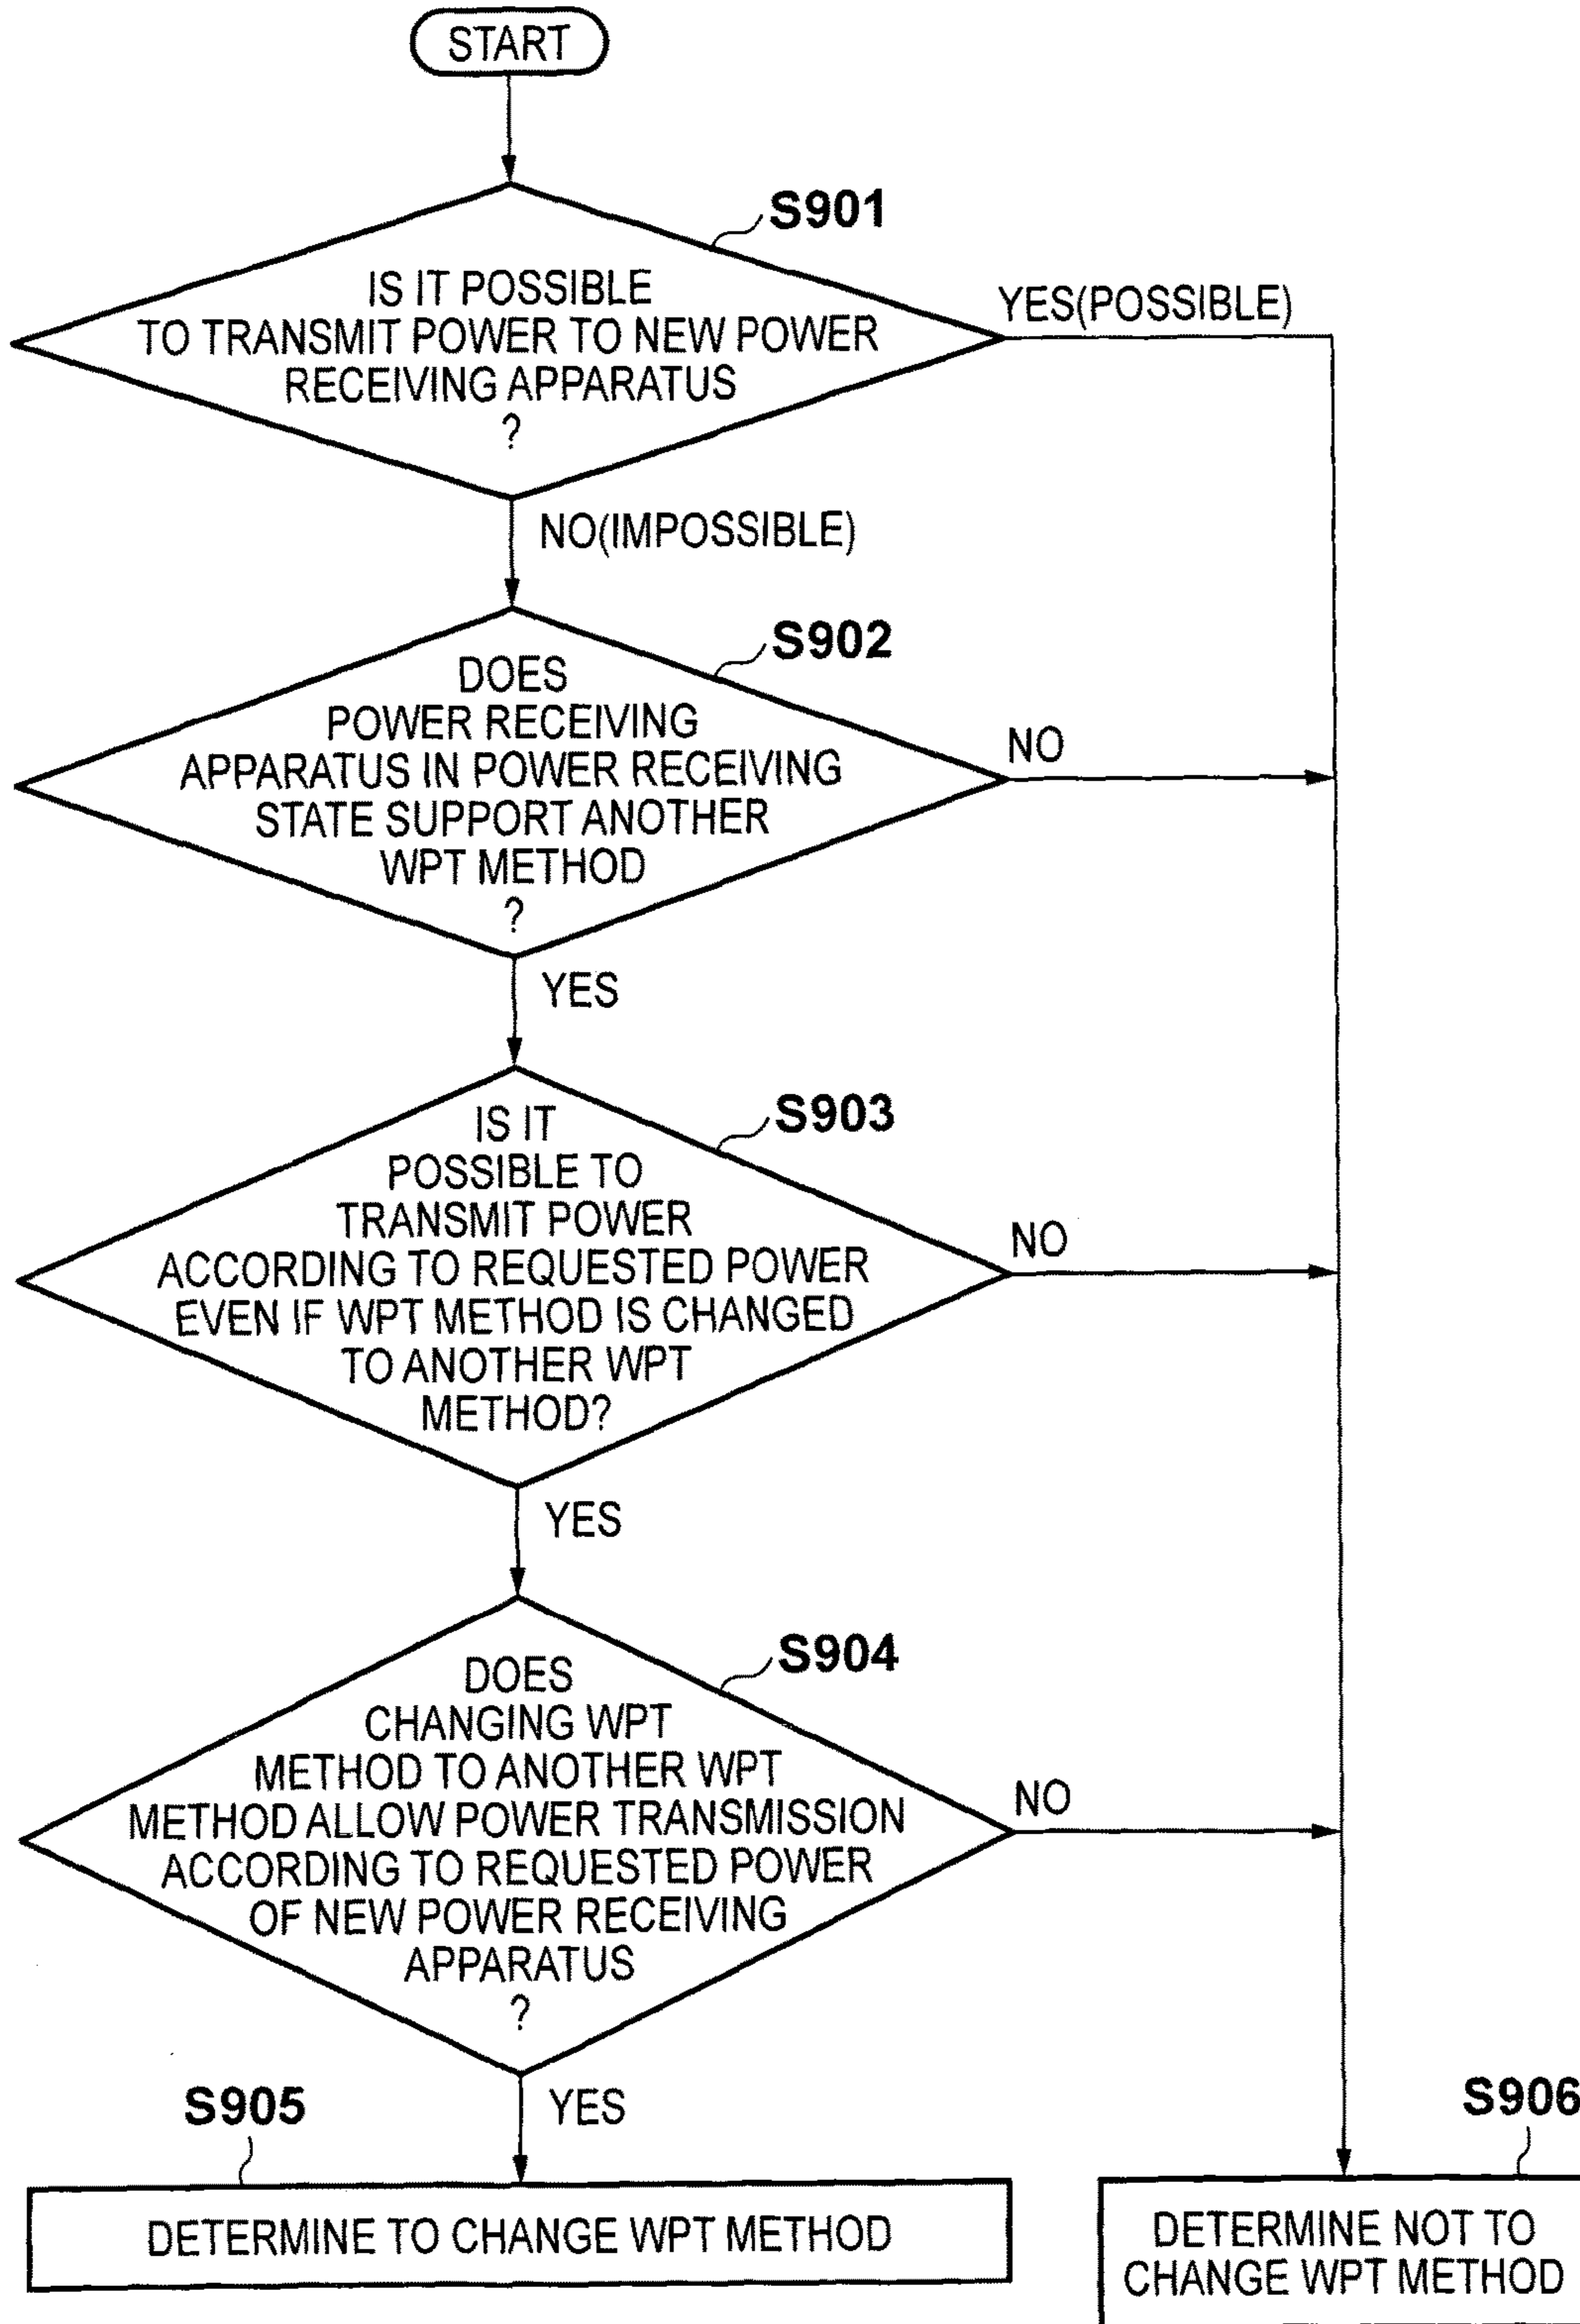 START
S901
IS IT POSSIBLE
TO TRANSMIT POWER TO NEW POWER
RECEIVING APPARATUS
?
YES(POSSIBLE)
NO(IMPOSSIBLE)
S902
DOES
POWER RECEIVING
APPARATUS IN POWER RECEIVING
STATE SUPPORT ANOTHER
WPT METHOD
?
NO
YES
S903
IS IT
POSSIBLE TO
TRANSMIT POWER
ACCORDING TO REQUESTED POWER
EVEN IF WPT METHOD IS CHANGED
TO ANOTHER WPT
METHOD?
NO
YES
S904
DOES
CHANGING WPT
METHOD TO ANOTHER WPT
METHOD ALLOW POWER TRANSMISSION
ACCORDING TO REQUESTED POWER
OF NEW POWER RECEIVING
APPARATUS
?
NO
YES
S905
DETERMINE TO CHANGE WPT METHOD
S906
DETERMINE NOT TO
CHANGE WPT METHOD